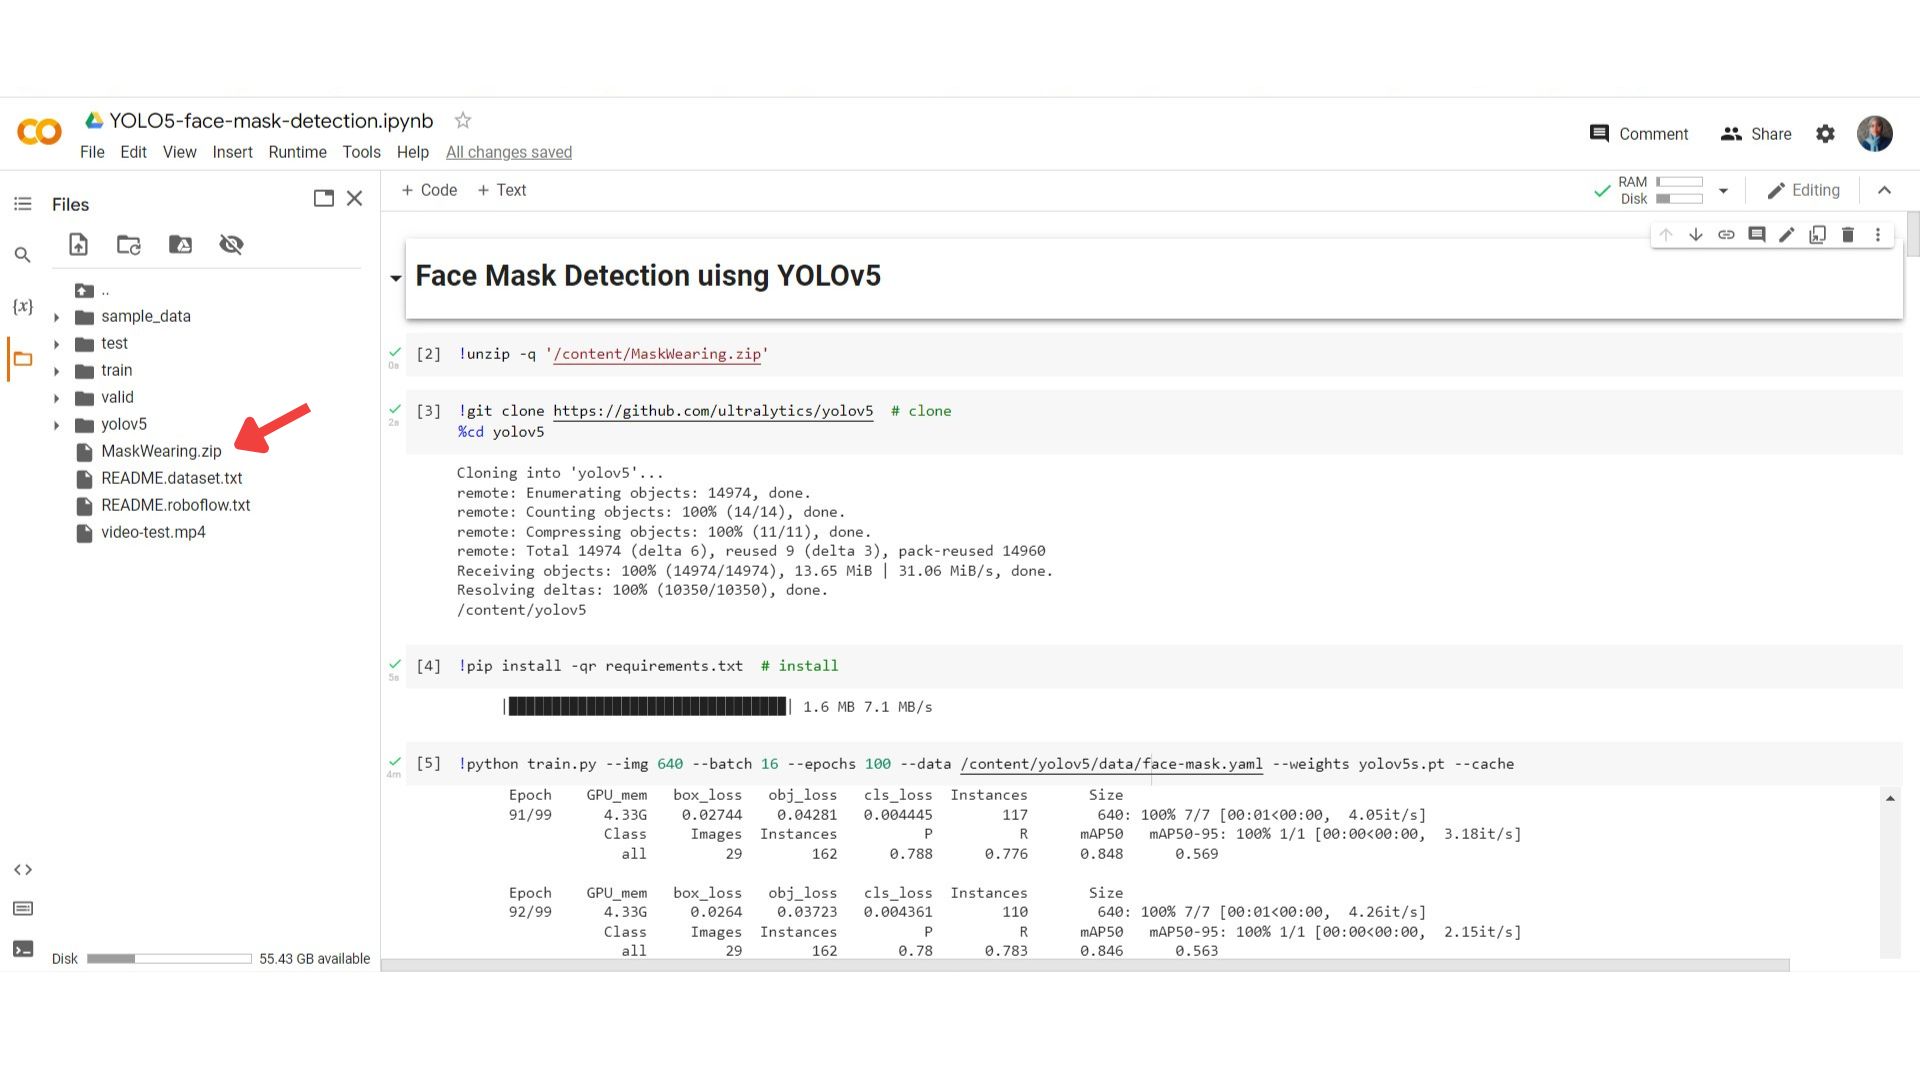 YOLO5-face-mask-detection.ipynb
File Edit View Insert Runtime Tools Help All changes saved
Comment
Share
Files
+ Code + Text
RAM
Disk
Editing
..
sample_data
test
train
valid
yolov5
MaskWearing.zip
README.dataset.txt
README.roboflow.txt
video-test.mp4
{x}
Disk 55.43 GB available
Face Mask Detection uisng YOLOv5
[2] !unzip -q '/content/MaskWearing.zip'
0s
[3] !git clone https://github.com/ultralytics/yolov5 # clone
2s
%cd yolov5
Cloning into 'yolov5'...
remote: Enumerating objects: 14974, done.
remote: Counting objects: 100% (14/14), done.
remote: Compressing objects: 100% (11/11), done.
remote: Total 14974 (delta 6), reused 9 (delta 3), pack-reused 14960
Receiving objects: 100% (14974/14974), 13.65 MiB | 31.06 MiB/s, done.
Resolving deltas: 100% (10350/10350), done.
/content/yolov5
[4] !pip install -qr requirements.txt # install
5s
| | 1.6 MB 7.1 MB/s
[5] !python train.py --img 640 --batch 16 --epochs 100 --data /content/yolov5/data/face-mask.yaml --weights yolov5s.pt --cache
4m
Epoch GPU_mem box_loss obj_loss cls_loss Instances Size
91/99 4.33G 0.02744 0.04281 0.004445 117 640: 100% 7/7 [00:01<00:00, 4.05it/s]
Class Images Instances P R mAP50 mAP50-95: 100% 1/1 [00:00<00:00, 3.18it/s]
all 29 162 0.788 0.776 0.848 0.569
Epoch GPU_mem box_loss obj_loss cls_loss Instances Size
92/99 4.33G 0.0264 0.03723 0.004361 110 640: 100% 7/7 [00:01<00:00, 4.26it/s]
Class Images Instances P R mAP50 mAP50-95: 100% 1/1 [00:00<00:00, 2.15it/s]
all 29 162 0.78 0.783 0.846 0.563